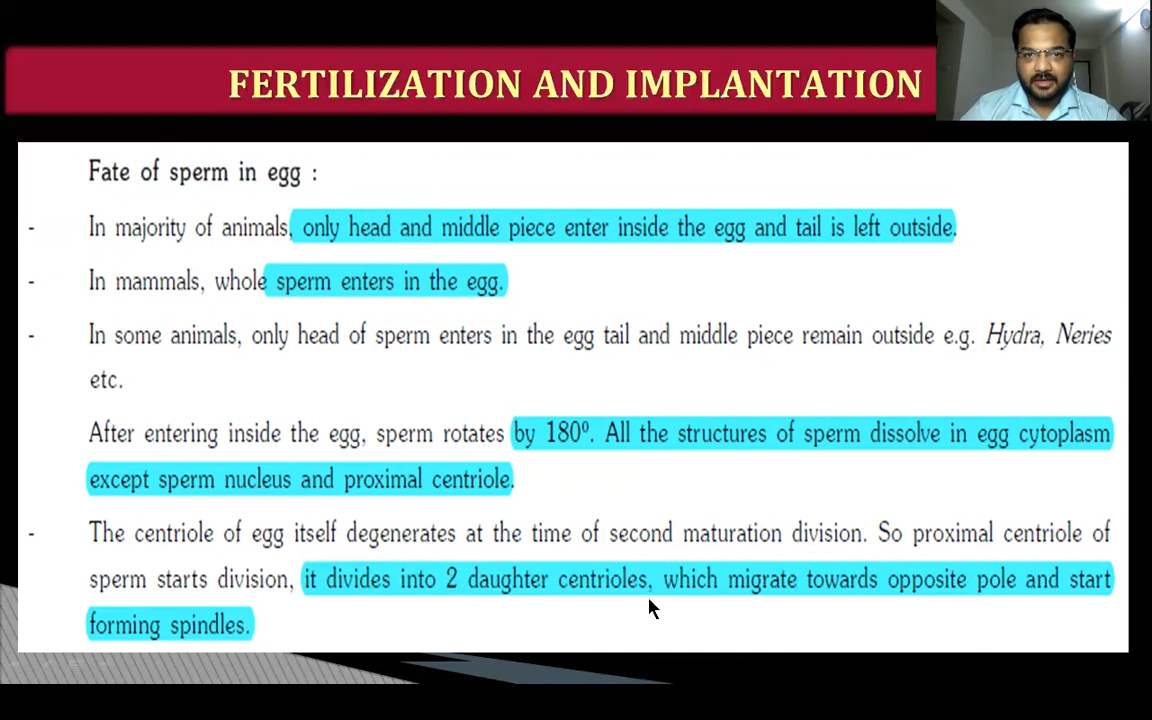 FERTILIZATION AND IMPLANTATION
Fate of sperm in egg :
- In majority of animals, only head and middle piece enter inside the egg and tail is left outside.
- In mammals, whole sperm enters in the egg.
- In some animals, only head of sperm enters in the egg tail and middle piece remain outside e.g. Hydra, Neries
etc.
After entering inside the egg, sperm rotates by 180⁰. All the structures of sperm dissolve in egg cytoplasm
except sperm nucleus and proximal centriole.
- The centriole of egg itself degenerates at the time of second maturation division. So proximal centriole of
sperm starts division, it divides into 2 daughter centrioles, which migrate towards opposite pole and start
forming spindles.